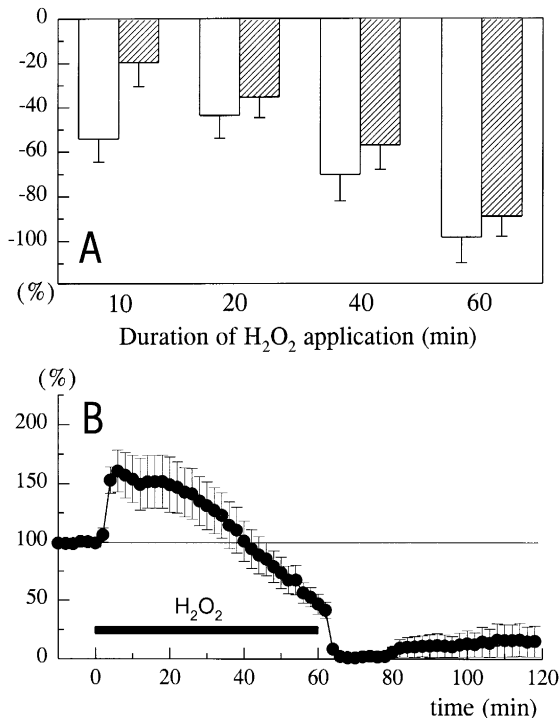 0
-20
-40
-60
-80
-100
(%)
A
10 20 40 60
Duration of H₂O₂ application (min)
(%)
B
200
150
100
50
0
H₂O₂
0 20 40 60 80 100 120
time (min)